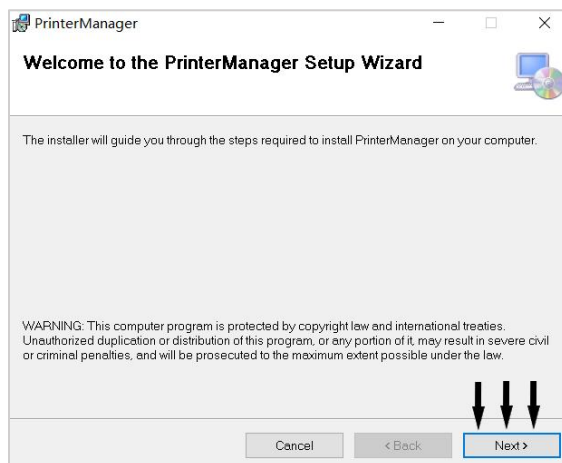 PrinterManager
Welcome to the PrinterManager Setup Wizard
The installer will guide you through the steps required to install PrinterManager on your computer.
WARNING: This computer program is protected by copyright law and international treaties.
Unauthorized duplication or distribution of this program, or any portion of it, may result in severe civil
or criminal penalties, and will be prosecuted to the maximum extent possible under the law.
Cancel
< Back
Next >